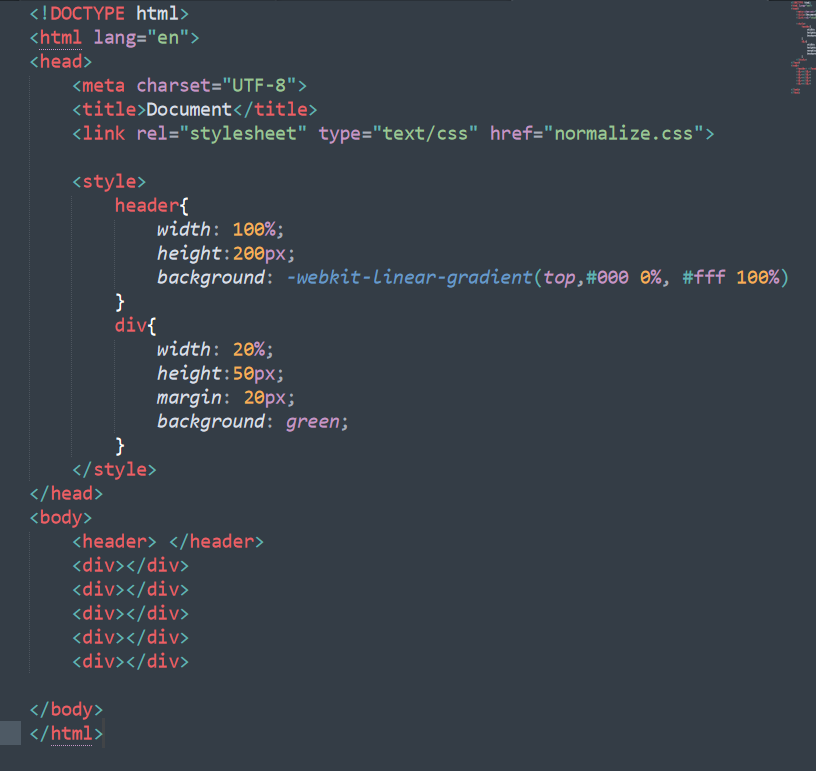 <!DOCTYPE html>
<html lang="en">
<head>
    <meta charset="UTF-8">
    <title>Document</title>
    <link rel="stylesheet" type="text/css" href="normalize.css">

    <style>
        header{
            width: 100%;
            height:200px;
            background: -webkit-linear-gradient(top,#000 0%, #fff 100%)
        }
        div{
            width: 20%;
            height:50px;
            margin: 20px;
            background: green;
        }
    </style>
</head>
<body>
    <header> </header>
    <div></div>
    <div></div>
    <div></div>
    <div></div>
    <div></div>

</body>
</html>